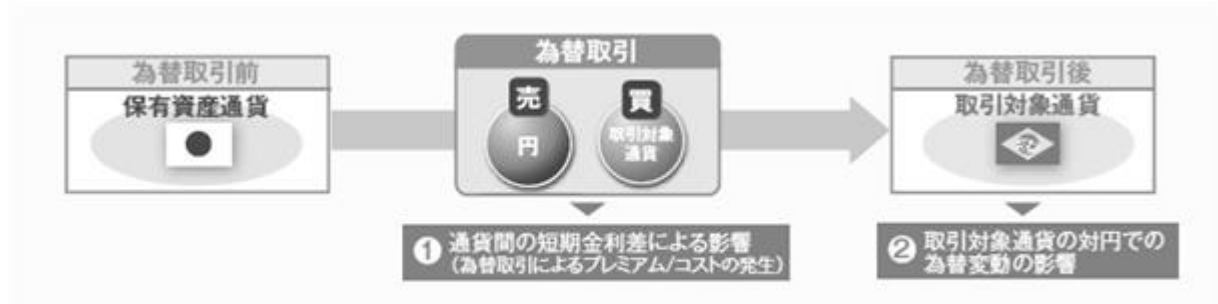 為替取引前
保有資産通貨
為替取引
売
円
買
取引対象
通貨
為替取引後
取引対象通貨
❶ 通貨間の短期金利差による影響
(為替取引によるプレミアム/コストの発生)
❷ 取引対象通貨の対円での
為替変動の影響